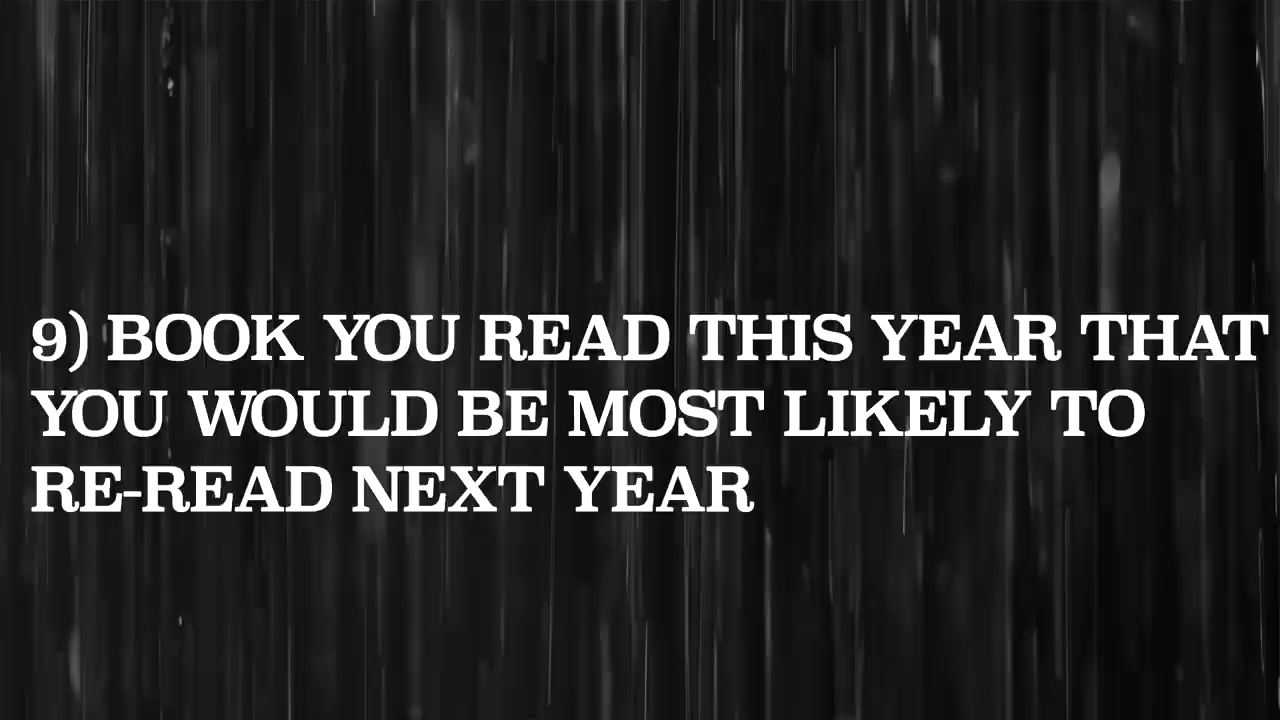 9) BOOK YOU READ THIS YEAR THAT
YOU WOULD BE MOST LIKELY TO
RE-READ NEXT YEAR